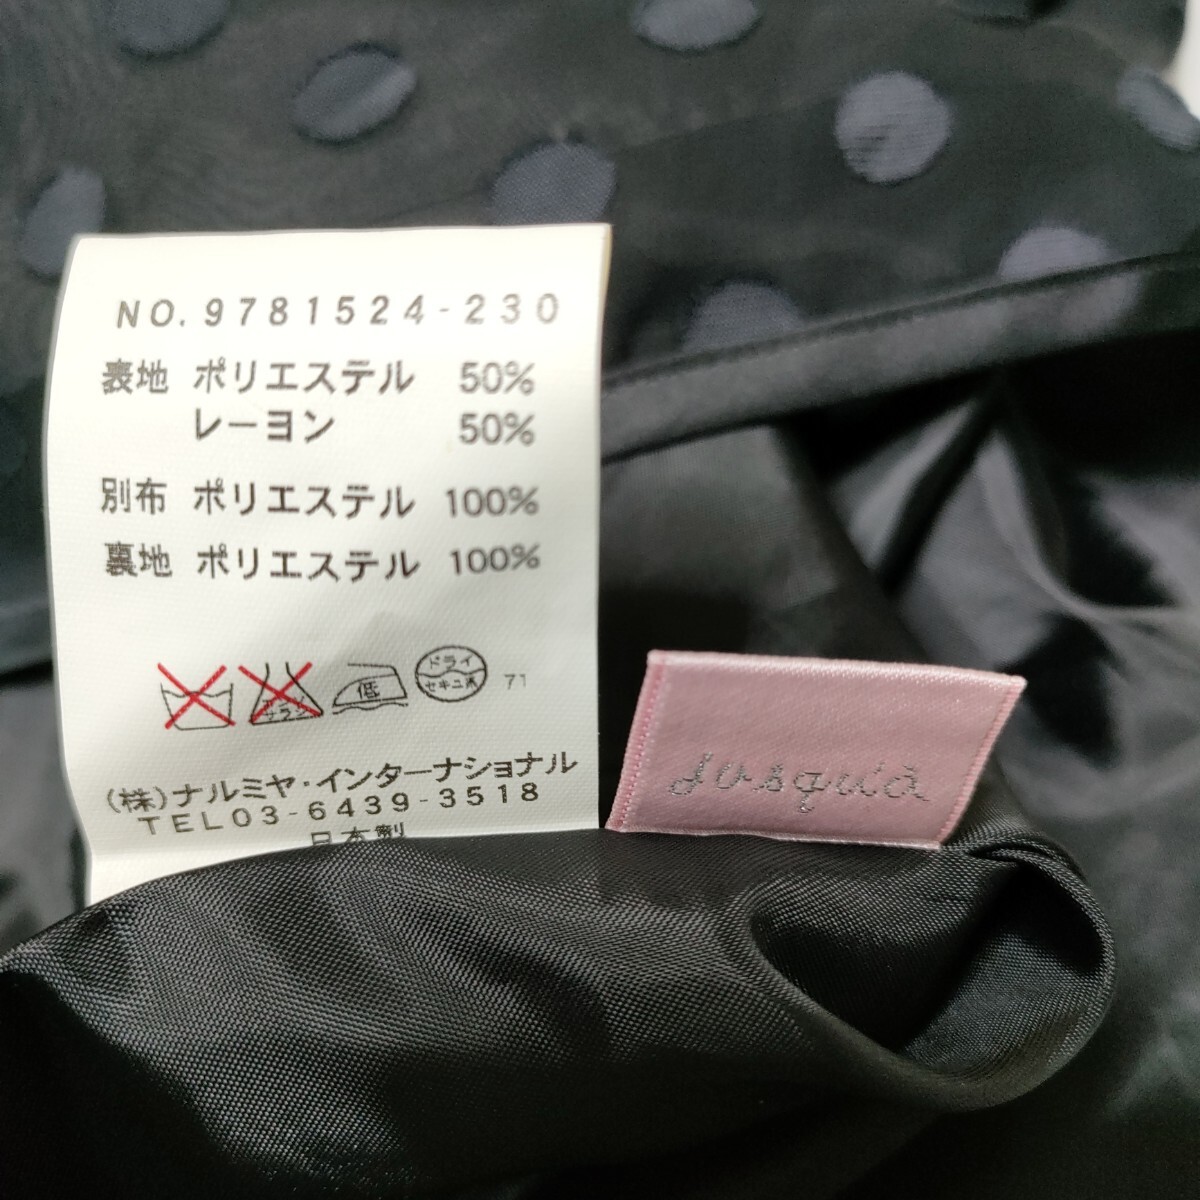 NO. 9781524-230
表地 ポリエステル 50%
レーヨン 50%
別布 ポリエステル 100%
裏地 ポリエステル 100%
低
ドライ
セキユ系
71
(株)ナルミヤ・インターナショナル
TEL03-6439-3518
日本製
Jusqu'à